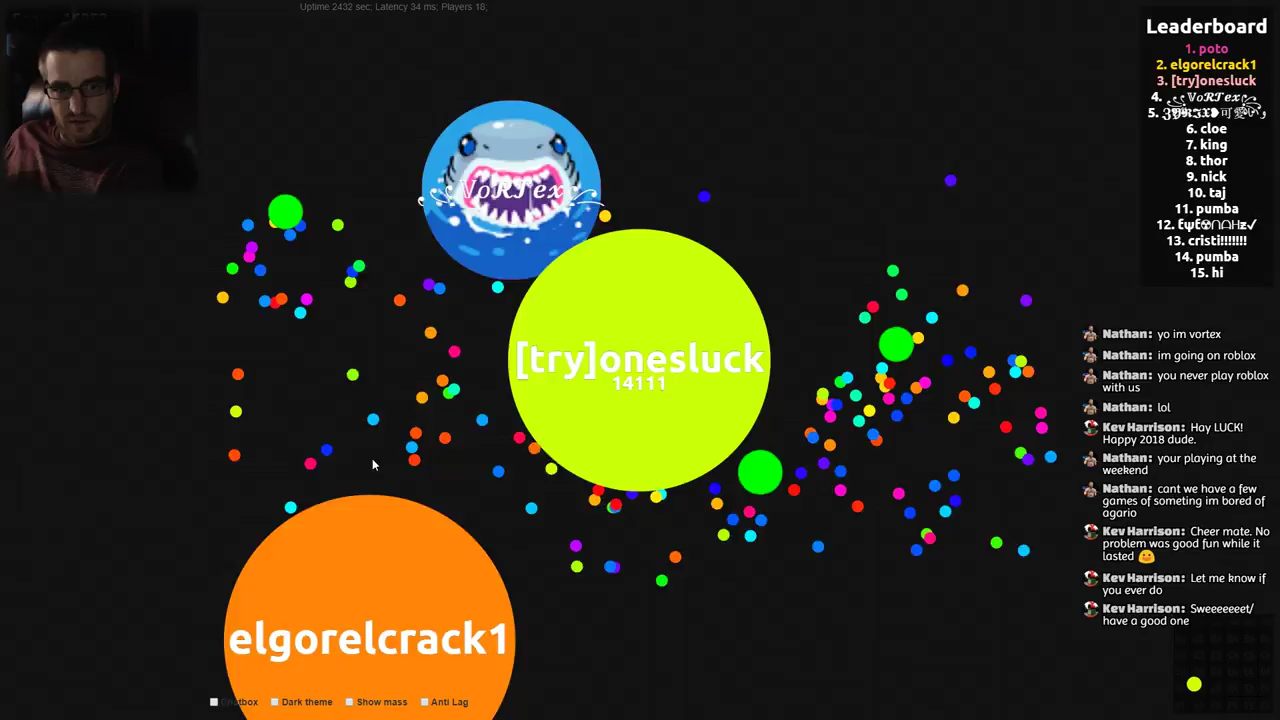 Uptime 2432 sec; Latency 34 ms; Players 18;
Leaderboard
1. poto
2. elgorelcrack1
3. [try]onesluck
4. VoRTex
5.
6. cloe
7. king
8. thor
9. nick
10. taj
11. pumba
12.
13. cristi!!!!!!!
14. pumba
15. hi
VoRTex
[try]onesluck
14111
elgorelcrack1
Nathan: yo im vortex
Nathan: im going on roblox
Nathan: you never play roblox
with us
Nathan: lol
Kev Harrison: Hay LUCK!
Happy 2018 dude.
Nathan: your playing at the
weekend
Nathan: cant we have a few
games of someting im bored of
agario
Kev Harrison: Cheer mate. No
problem was good fun while it
lasted
Kev Harrison: Let me know if
you ever do
Kev Harrison: Sweeeeeeet/
have a good one
Chatbox Dark theme Show mass Anti Lag